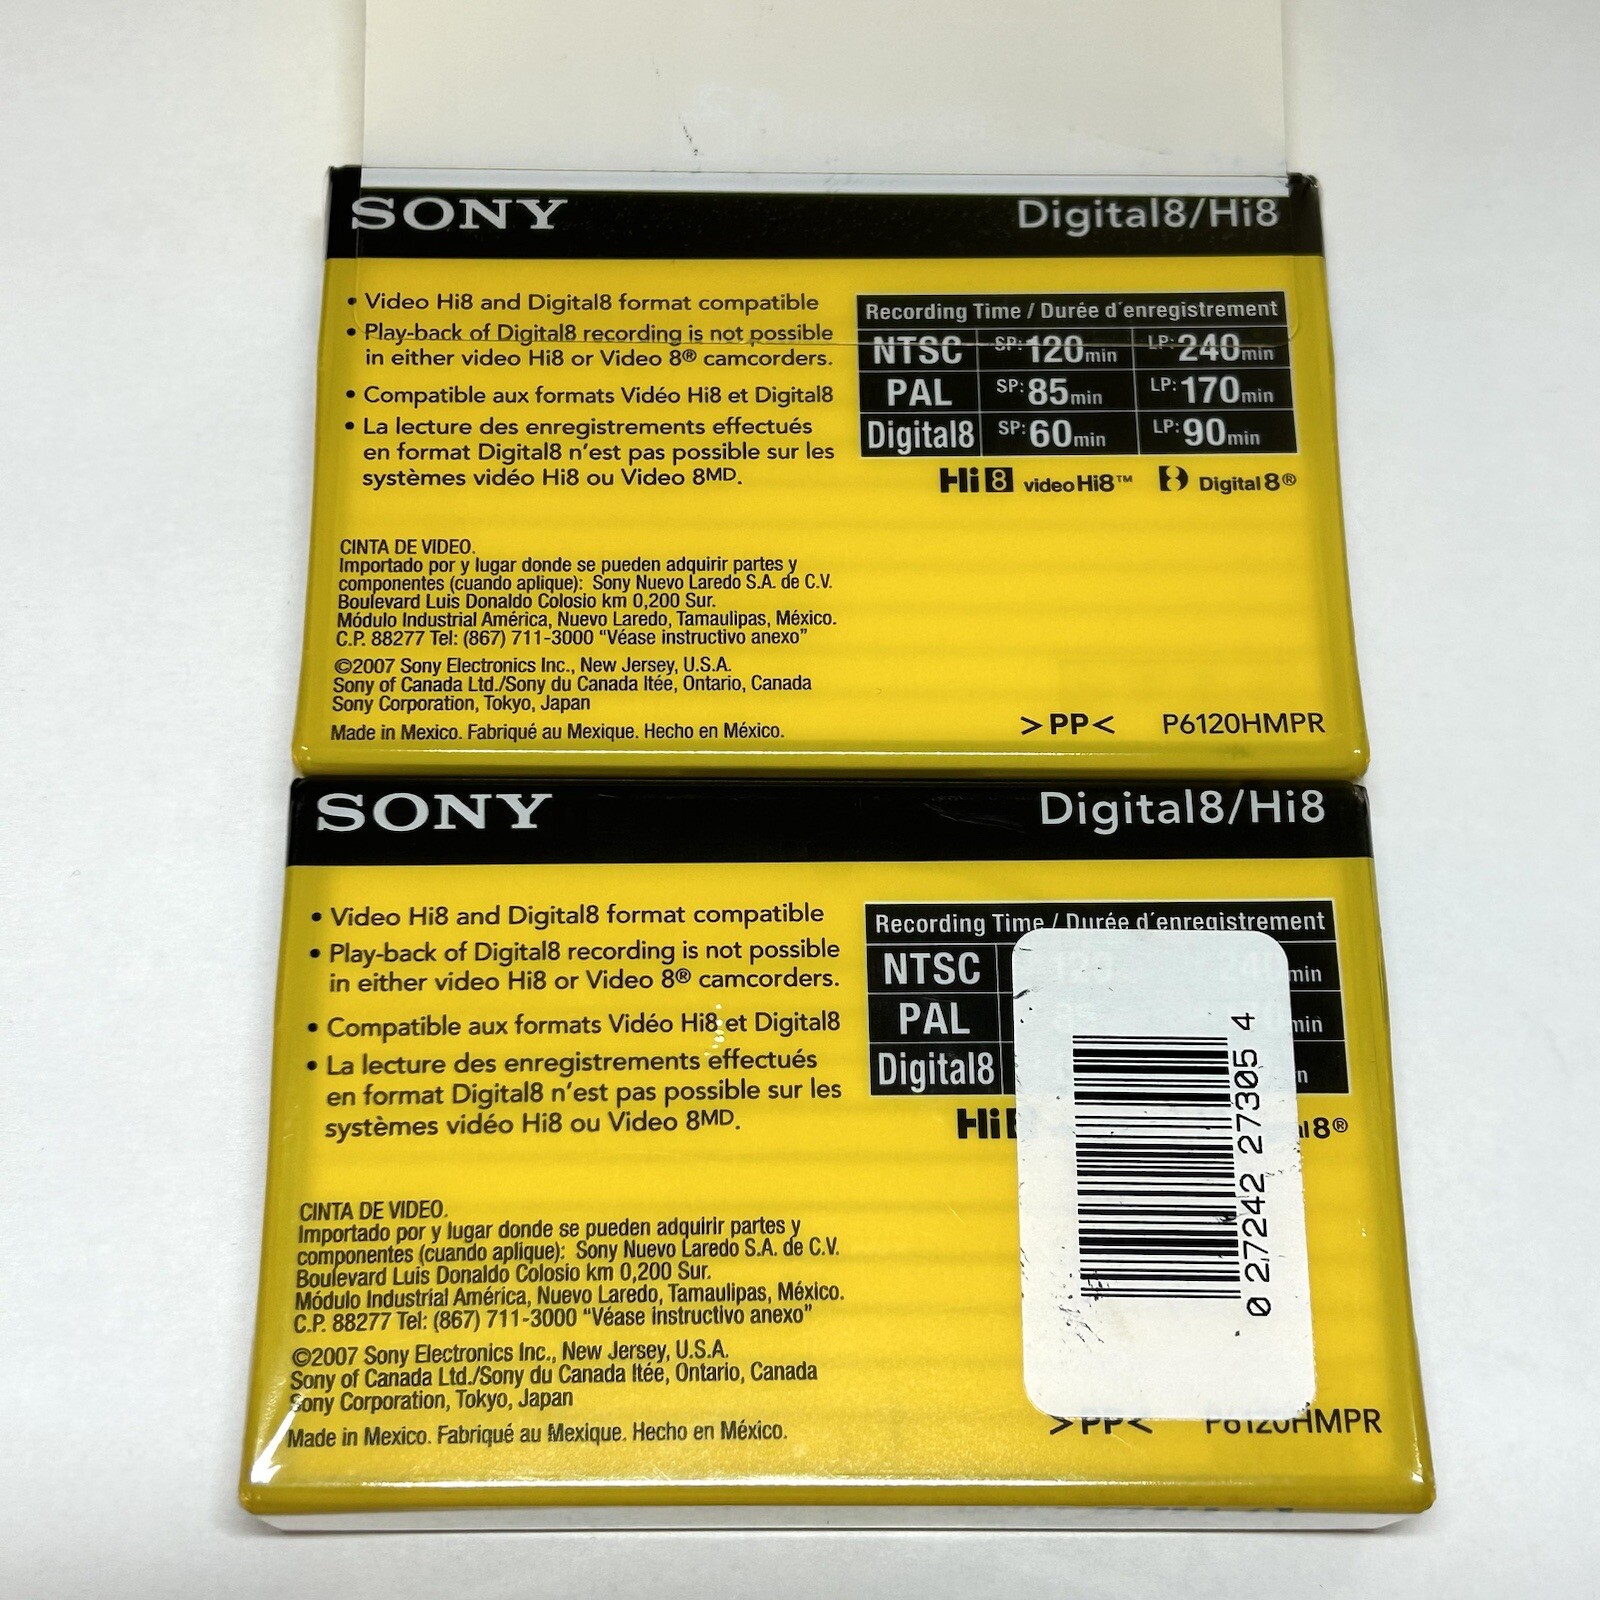 SONY
Digital8/Hi8
• Video Hi8 and Digital8 format compatible
• Play-back of Digital8 recording is not possible
in either video Hi8 or Video 8® camcorders.
• Compatible aux formats Vidéo Hi8 et Digital8
• La lecture des enregistrements effectués
en format Digital8 n'est pas possible sur les
systèmes vidéo Hi8 ou Video 8MD.
Recording Time / Durée d'enregistrement
NTSC SP: 120min LP: 240min
PAL SP: 85min LP: 170min
Digital8 SP: 60min LP: 90min
Hi8 video Hi8™ Digital 8®
CINTA DE VIDEO.
Importado por y lugar donde se pueden adquirir partes y
componentes (cuando aplique): Sony Nuevo Laredo S.A. de C.V.
Boulevard Luis Donaldo Colosio km 0,200 Sur.
Módulo Industrial América, Nuevo Laredo, Tamaulipas, México.
C.P. 88277 Tel: (867) 711-3000 "Véase instructivo anexo"
©2007 Sony Electronics Inc., New Jersey, U.S.A.
Sony of Canada Ltd./Sony du Canada ltée, Ontario, Canada
Sony Corporation, Tokyo, Japan
Made in Mexico. Fabriqué au Mexique. Hecho en México.
>PP< P6120HMPR
SONY
Digital8/Hi8
• Video Hi8 and Digital8 format compatible
• Play-back of Digital8 recording is not possible
in either video Hi8 or Video 8® camcorders.
• Compatible aux formats Vidéo Hi8 et Digital8
• La lecture des enregistrements effectués
en format Digital8 n'est pas possible sur les
systèmes vidéo Hi8 ou Video 8MD.
Recording Time / Durée d'enregistrement
NTSC min
PAL min
Digital8
Hi 8®
0 27242 27305 4
CINTA DE VIDEO.
Importado por y lugar donde se pueden adquirir partes y
componentes (cuando aplique): Sony Nuevo Laredo S.A. de C.V.
Boulevard Luis Donaldo Colosio km 0,200 Sur.
Módulo Industrial América, Nuevo Laredo, Tamaulipas, México.
C.P. 88277 Tel: (867) 711-3000 "Véase instructivo anexo"
©2007 Sony Electronics Inc., New Jersey, U.S.A.
Sony of Canada Ltd./Sony du Canada ltée, Ontario, Canada
Sony Corporation, Tokyo, Japan
Made in Mexico. Fabriqué au Mexique. Hecho en México.
>PP< P6120HMPR